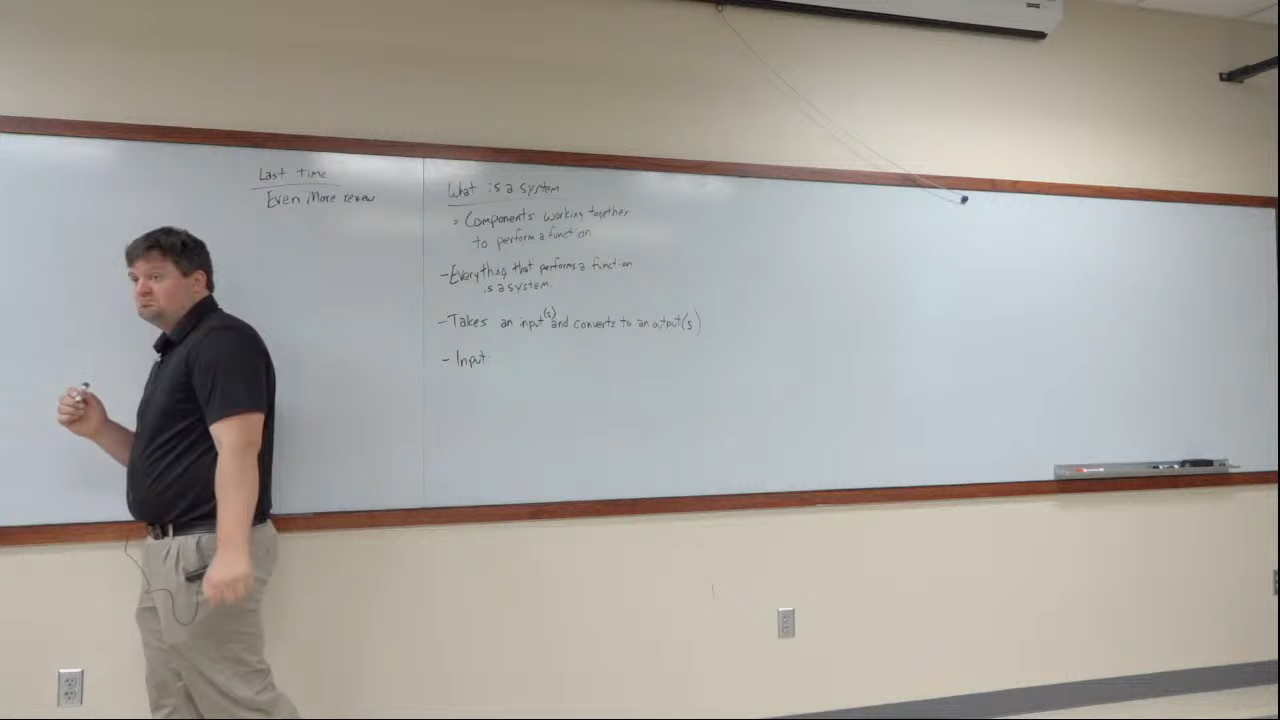 Last time
Even More review
What is a system
◦ Components working together
to perform a function
- Everything that performs a function
is a system.
- Takes an input(s) and converts to an output(s)
- Input